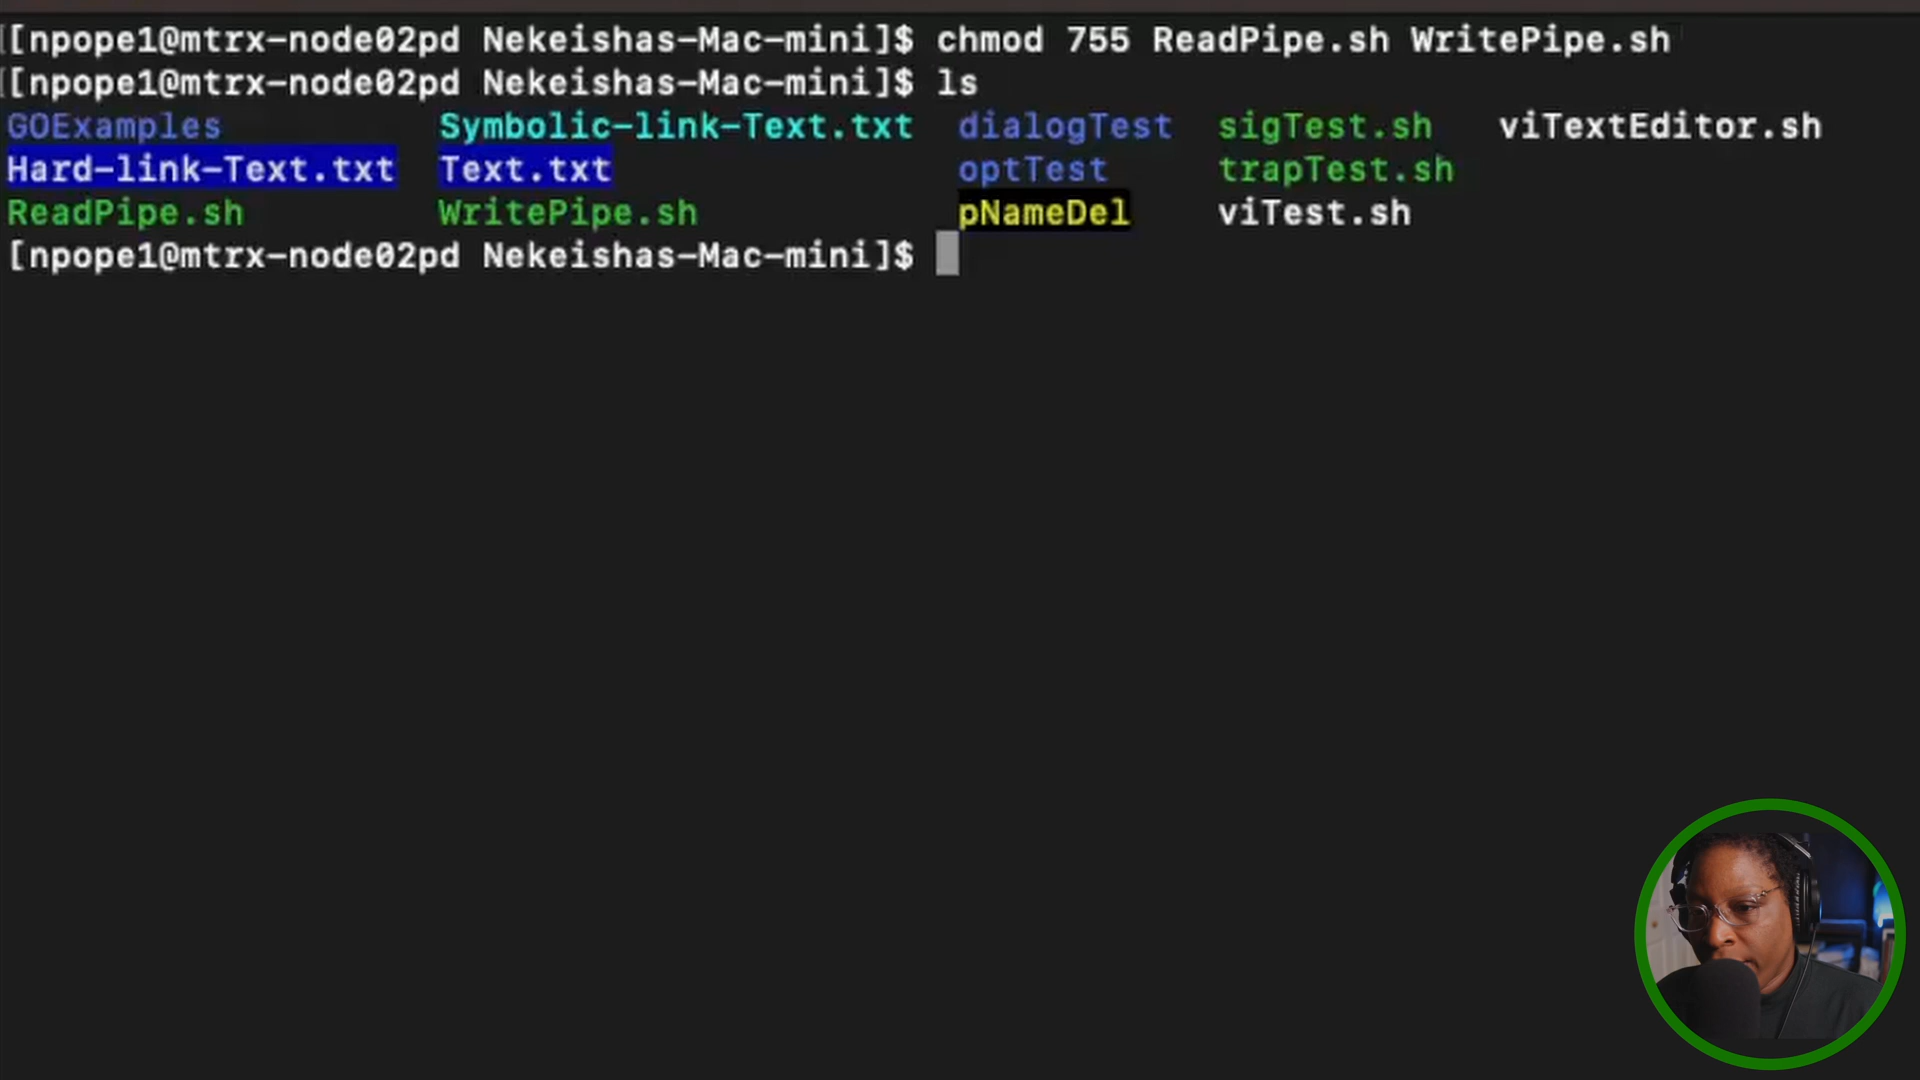 [[npope1@mtrx-node02pd Nekeishas-Mac-mini]$ chmod 755 ReadPipe.sh WritePipe.sh
[[npope1@mtrx-node02pd Nekeishas-Mac-mini]$ ls
GOExamples Symbolic-link-Text.txt dialogTest sigTest.sh viTextEditor.sh
Hard-link-Text.txt Text.txt optTest trapTest.sh
ReadPipe.sh WritePipe.sh pNameDel viTest.sh
[npope1@mtrx-node02pd Nekeishas-Mac-mini]$